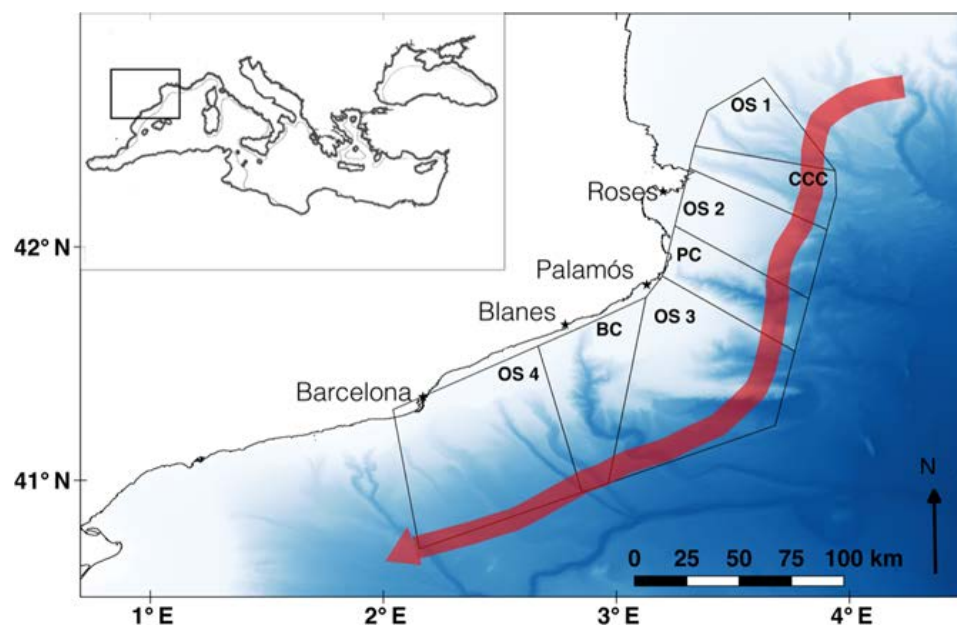 OS 1
CCC
Roses
OS 2
42° N
PC
Palamós
Blanes
OS 3
BC
OS 4
Barcelona
41° N
N
0 25 50 75 100 km
1° E 2° E 3° E 4° E